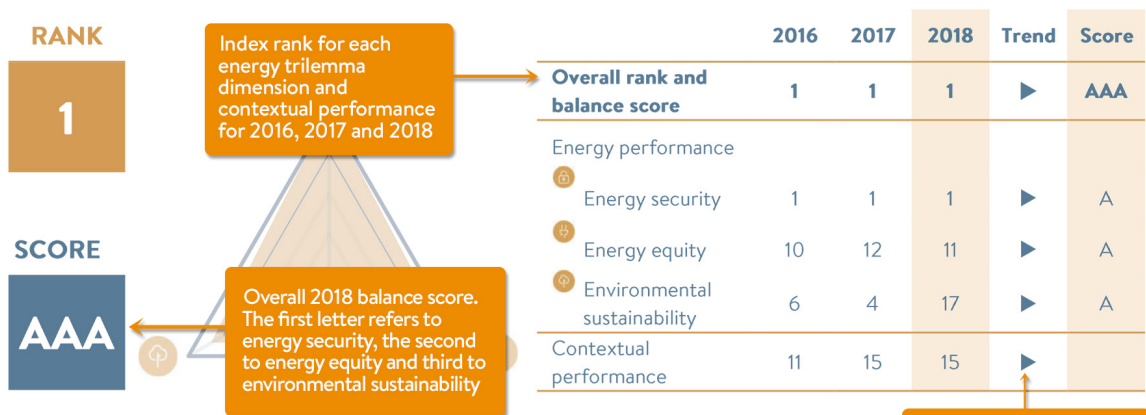 RANK
1
SCORE
AAA
Index rank for each
energy trilemma
dimension and
contextual performance
for 2016, 2017 and 2018
Overall 2018 balance score.
The first letter refers to
energy security, the second
to energy equity and third to
environmental sustainability
2016 2017 2018 Trend Score
Overall rank and
balance score 1 1 1 AAA
Energy performance
Energy security 1 1 1 A
Energy equity 10 12 11 A
Environmental
sustainability 6 4 17 A
Contextual
performance 11 15 15